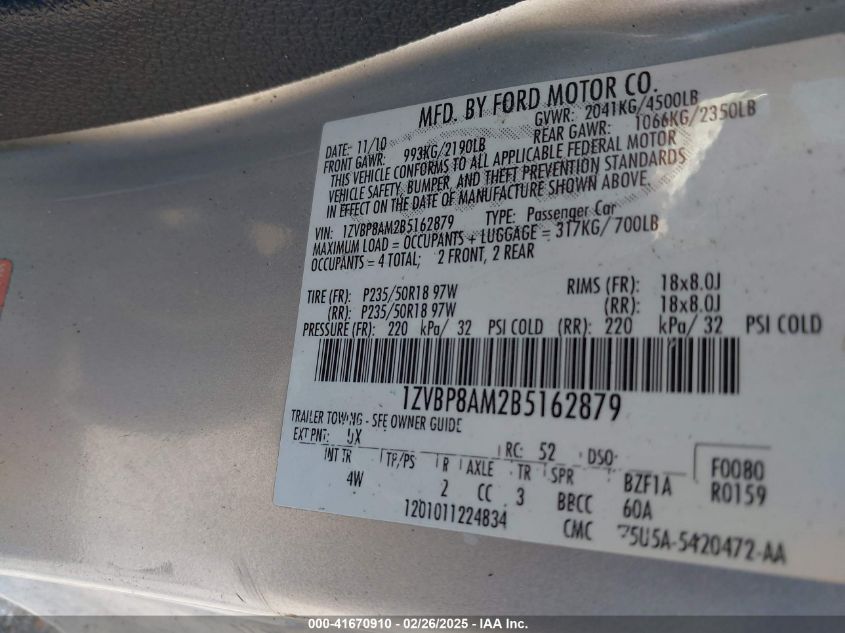 MFD. BY FORD MOTOR CO.
DATE: 11/10 GVWR: 2041KG/4500LB
FRONT GAWR: 993KG/2190LB REAR GAWR: 1066KG/2350LB
THIS VEHICLE CONFORMS TO ALL APPLICABLE FEDERAL MOTOR
VEHICLE SAFETY, BUMPER, AND THEFT PREVENTION STANDARDS
IN EFFECT ON THE DATE OF MANUFACTURE SHOWN ABOVE.
VIN: 1ZVBP8AM2B5162879 TYPE: Passenger Car
MAXIMUM LOAD = OCCUPANTS + LUGGAGE = 317KG/700LB
OCCUPANTS = 4 TOTAL; 2 FRONT, 2 REAR
TIRE (FR): P235/50R18 97W RIMS (FR): 18x8.0J
(RR): P235/50R18 97W (RR): 18x8.0J
PRESSURE (FR): 220 kPa/ 32 PSI COLD (RR): 220 kPa/ 32 PSI COLD
1ZVBP8AM2B5162879
TRAILER TOWING - SEE OWNER GUIDE
EXT PNT: UX RC: 52 DSO:
INT TR TP/PS R AXLE TR SPR BZF1A F0080
4W 2 CC 3 BBCC 60A R0159
1201011224834 CMC 75U5A-5420472-AA
000-41670910 - 02/26/2025 - IAA Inc.